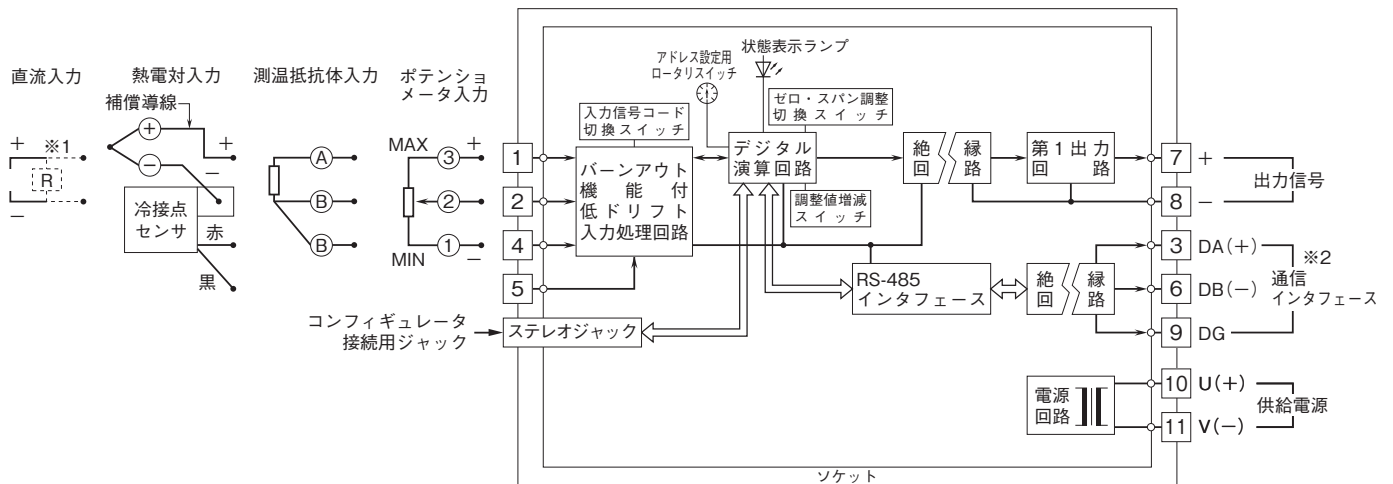 直流入力
+
※1
R
−
熱電対入力
補償導線
+
−
+
−
冷接点
センサ
赤
黒
測温抵抗体入力
A
B
B
ポテンショ
メータ入力
MAX
3
+
2
MIN
1
−
コンフィギュレータ
接続用ジャック
ステレオジャック
1
2
4
5
入力信号コード
切換スイッチ
バーンアウト
機能付
低ドリフト
入力処理回路
アドレス設定用
ロータリスイッチ
状態表示ランプ
ゼロ・スパン調整
切換スイッチ
デジタル
演算回路
調整値増減
スイッチ
絶縁
回路
第1出力
回路
RS-485
インタフェース
絶縁
回路
電源
回路
7
+
8
−
出力信号
3
DA(+)
6
DB(−)
9
DG
※2
通信
インタフェース
10
U(+)
11
V(−)
供給電源
ソケット